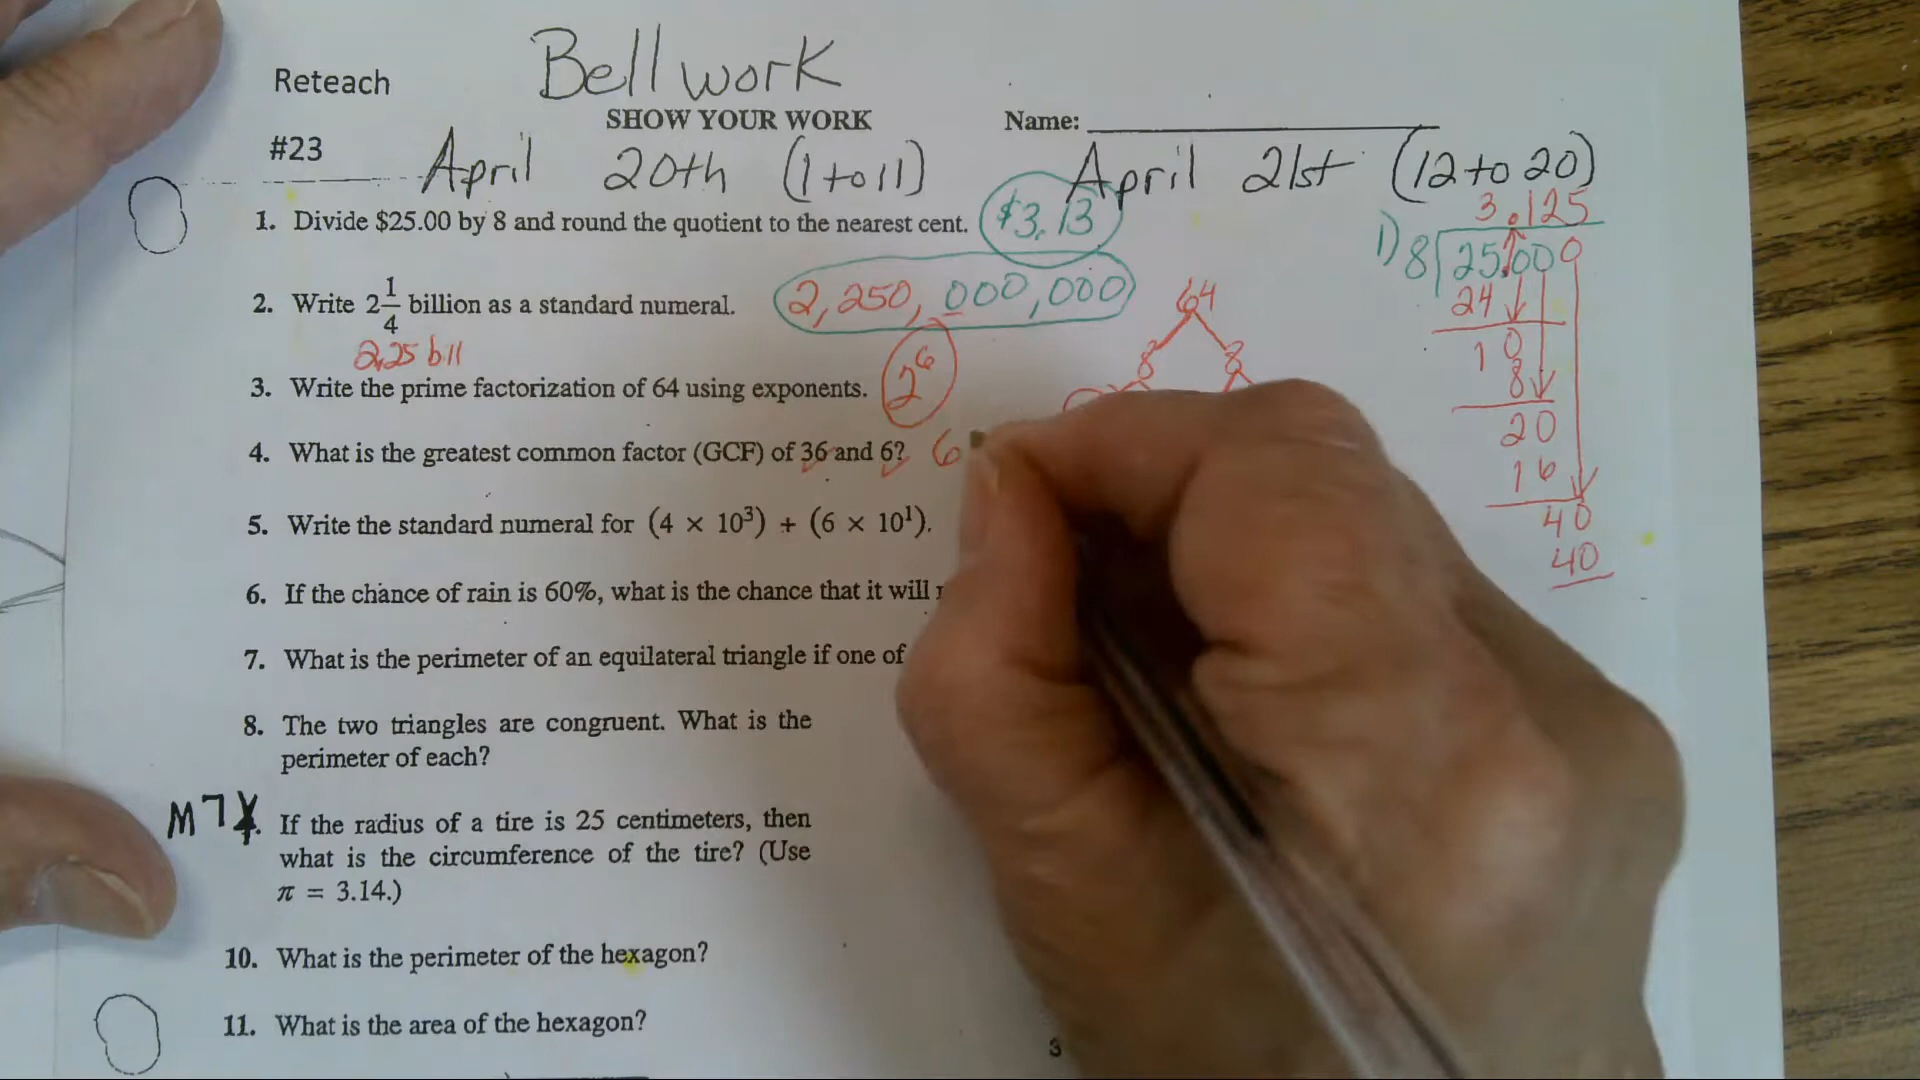 Bell work
Reteach
SHOW YOUR WORK
Name:
#23
April 20th (1 to 11)
April 21st (12 to 20)
1. Divide $25.00 by 8 and round the quotient to the nearest cent. $3.13
2. Write 2 1/4 billion as a standard numeral. 2,250,000,000
2.25 bill
3. Write the prime factorization of 64 using exponents. 2^6
64
8 8
4. What is the greatest common factor (GCF) of 36 and 6? 6
5. Write the standard numeral for (4 × 10³) + (6 × 10¹).
6. If the chance of rain is 60%, what is the chance that it will
7. What is the perimeter of an equilateral triangle if one of
8. The two triangles are congruent. What is the
perimeter of each?
If the radius of a tire is 25 centimeters, then
what is the circumference of the tire? (Use
π = 3.14.)
10. What is the perimeter of the hexagon?
11. What is the area of the hexagon?
3
3.125
1) 8 25.000
24
10
8
20
16
40
40